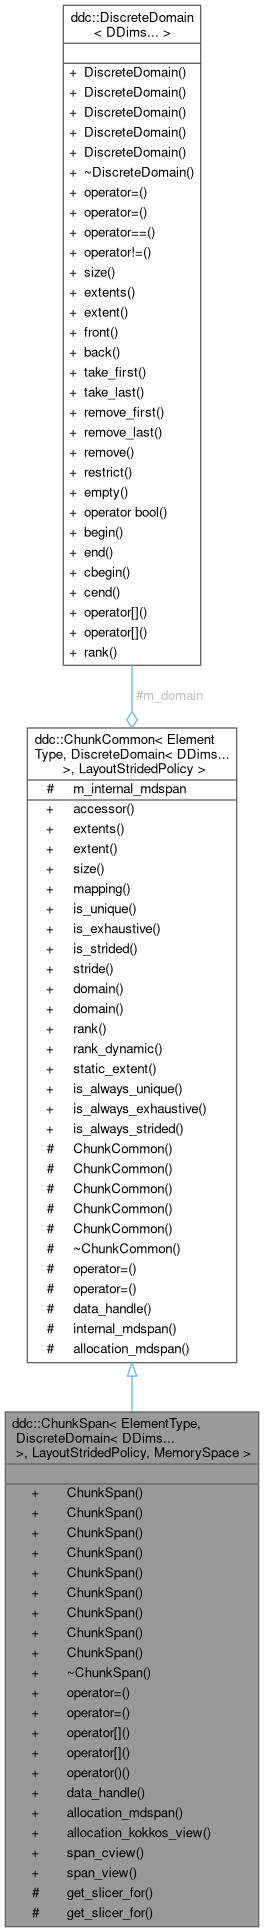 ddc::DiscreteDomain
< DDims... >
+ DiscreteDomain()
+ DiscreteDomain()
+ DiscreteDomain()
+ DiscreteDomain()
+ DiscreteDomain()
+ ~DiscreteDomain()
+ operator=()
+ operator=()
+ operator==()
+ operator!=()
+ size()
+ extents()
+ extent()
+ front()
+ back()
+ take_first()
+ take_last()
+ remove_first()
+ remove_last()
+ remove()
+ restrict()
+ empty()
+ operator bool()
+ begin()
+ end()
+ cbegin()
+ cend()
+ operator[]()
+ operator[]()
+ rank()
#m_domain
ddc::ChunkCommon< Element
Type, DiscreteDomain< DDims...
>, LayoutStridedPolicy >
# m_internal_mdspan
+ accessor()
+ extents()
+ extent()
+ size()
+ mapping()
+ is_unique()
+ is_exhaustive()
+ is_strided()
+ stride()
+ domain()
+ domain()
+ rank()
+ rank_dynamic()
+ static_extent()
+ is_always_unique()
+ is_always_exhaustive()
+ is_always_strided()
# ChunkCommon()
# ChunkCommon()
# ChunkCommon()
# ChunkCommon()
# ChunkCommon()
# ~ChunkCommon()
# operator=()
# operator=()
# data_handle()
# internal_mdspan()
# allocation_mdspan()
ddc::ChunkSpan< ElementType,
DiscreteDomain< DDims...
>, LayoutStridedPolicy, MemorySpace >
+ ChunkSpan()
+ ChunkSpan()
+ ChunkSpan()
+ ChunkSpan()
+ ChunkSpan()
+ ChunkSpan()
+ ChunkSpan()
+ ChunkSpan()
+ ChunkSpan()
+ ~ChunkSpan()
+ operator=()
+ operator=()
+ operator[]()
+ operator[]()
+ operator()()
+ data_handle()
+ allocation_mdspan()
+ allocation_kokkos_view()
+ span_cview()
+ span_view()
# get_slicer_for()
# get_slicer_for()